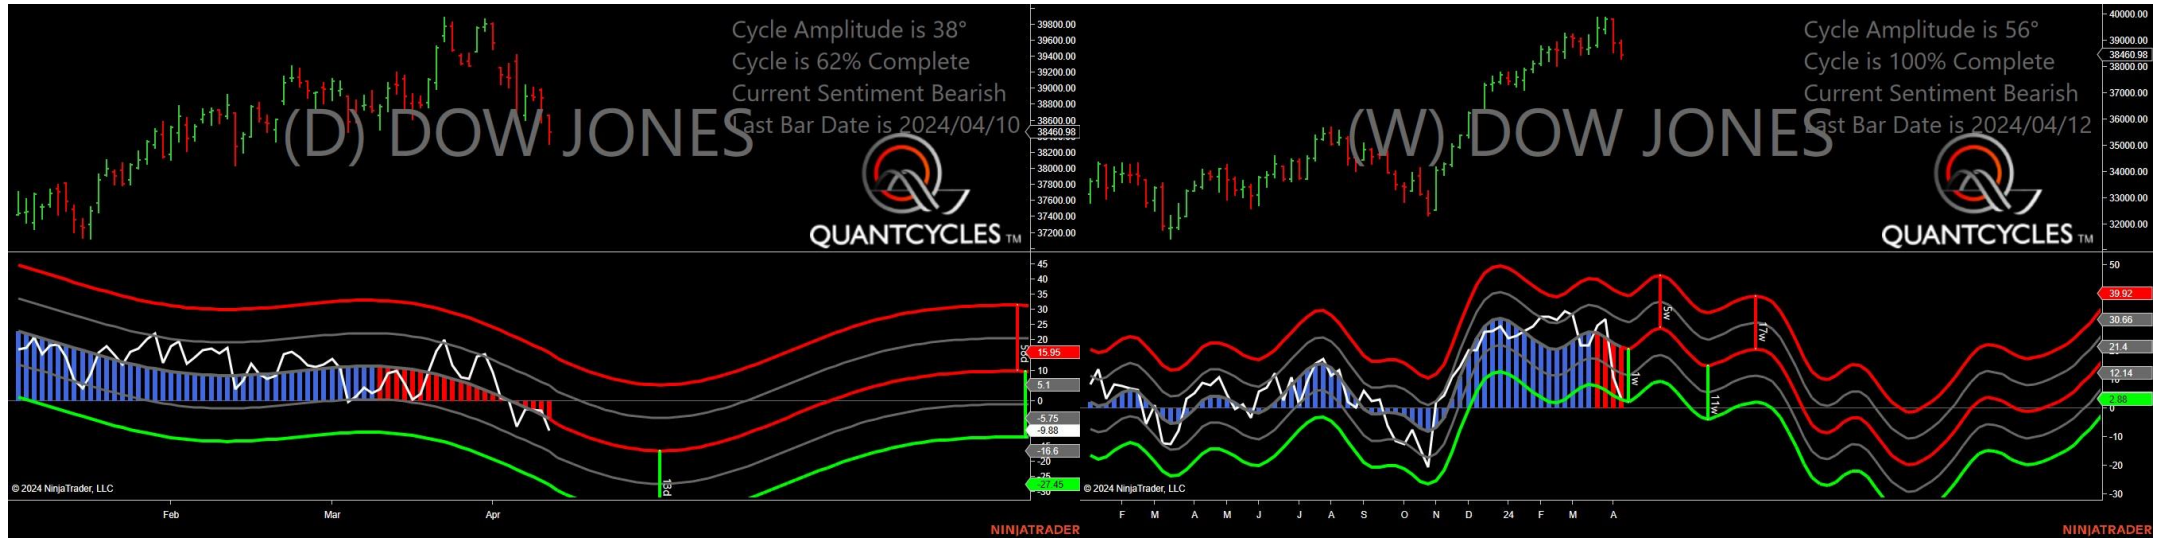 Cycle Amplitude is 38°
Cycle is 62% Complete
Current Sentiment Bearish
Last Bar Date is 2024/04/10
(D) DOW JONES
QUANTCYCLES TM
39800.00
39600.00
39400.00
39200.00
39000.00
38800.00
38600.00
38460.98
38200.00
38000.00
37800.00
37600.00
37400.00
37200.00
45
40
35
30
25
20
15.95
10
5.1
0
-5.75
-9.88
-16.6
-20
-27.45
-30
13d
© 2024 NinjaTrader, LLC
Feb Mar Apr
NINJATRADER
Cycle Amplitude is 56°
Cycle is 100% Complete
Current Sentiment Bearish
Last Bar Date is 2024/04/12
(W) DOW JONES
QUANTCYCLES TM
40000.00
38460.98
38000.00
37000.00
36000.00
35000.00
34000.00
33000.00
32000.00
50
39.92
30.66
21.4
12.14
10
2.88
0
-10
-20
-30
1w
5w
11w
17w
© 2024 NinjaTrader, LLC
F M A M J J A S O N D 24 F M A
NINJATRADER